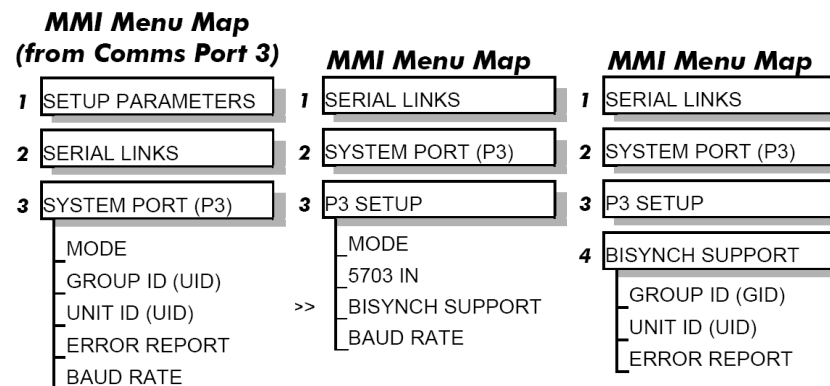 MMI Menu Map
(from Comms Port 3)
1 SETUP PARAMETERS
2 SERIAL LINKS
3 SYSTEM PORT (P3)
MODE
GROUP ID (UID)
UNIT ID (UID)
ERROR REPORT
BAUD RATE
MMI Menu Map
1 SERIAL LINKS
2 SYSTEM PORT (P3)
3 P3 SETUP
MODE
5703 IN
>> BISYNCH SUPPORT
BAUD RATE
MMI Menu Map
1 SERIAL LINKS
2 SYSTEM PORT (P3)
3 P3 SETUP
4 BISYNCH SUPPORT
GROUP ID (GID)
UNIT ID (UID)
ERROR REPORT